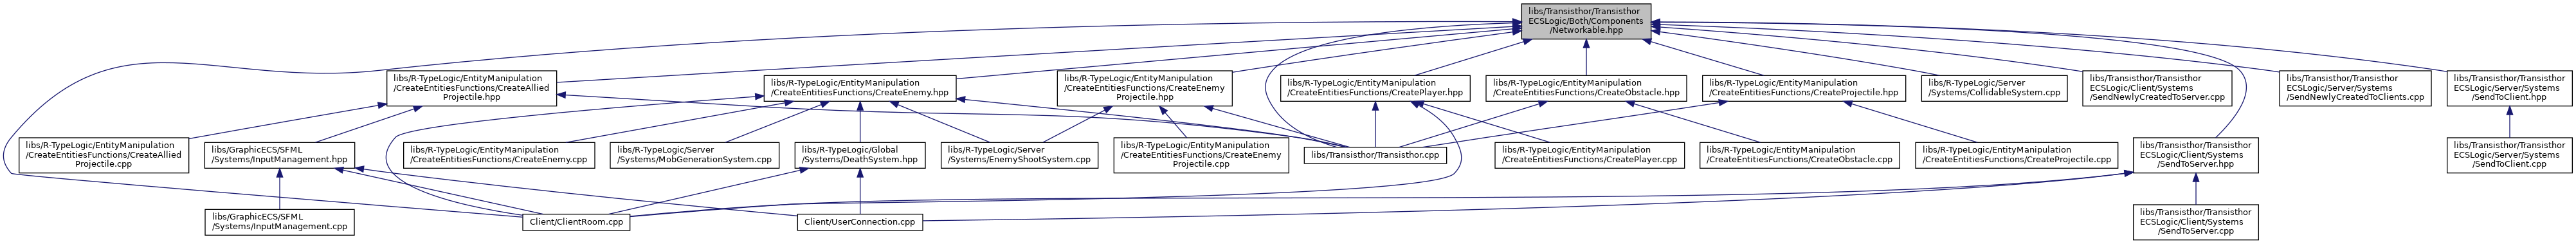 libs/Transisthor/Transisthor
ECSLogic/Both/Components
/Networkable.hpp
libs/R-TypeLogic/EntityManipulation
/CreateEntitiesFunctions/CreateAllied
Projectile.hpp
libs/R-TypeLogic/EntityManipulation
/CreateEntitiesFunctions/CreateEnemy.hpp
libs/R-TypeLogic/EntityManipulation
/CreateEntitiesFunctions/CreateEnemy
Projectile.hpp
libs/R-TypeLogic/EntityManipulation
/CreateEntitiesFunctions/CreatePlayer.hpp
libs/R-TypeLogic/EntityManipulation
/CreateEntitiesFunctions/CreateObstacle.hpp
libs/R-TypeLogic/EntityManipulation
/CreateEntitiesFunctions/CreateProjectile.hpp
libs/R-TypeLogic/Server
/Systems/CollidableSystem.cpp
libs/Transisthor/Transisthor
ECSLogic/Client/Systems
/SendNewlyCreatedToServer.cpp
libs/Transisthor/Transisthor
ECSLogic/Server/Systems
/SendNewlyCreatedToClients.cpp
libs/Transisthor/Transisthor
ECSLogic/Server/Systems
/SendToClient.hpp
libs/R-TypeLogic/EntityManipulation
/CreateEntitiesFunctions/CreateAllied
Projectile.cpp
libs/GraphicECS/SFML
/Systems/InputManagement.hpp
libs/R-TypeLogic/EntityManipulation
/CreateEntitiesFunctions/CreateEnemy.cpp
libs/R-TypeLogic/Server
/Systems/MobGenerationSystem.cpp
libs/R-TypeLogic/Global
/Systems/DeathSystem.hpp
libs/R-TypeLogic/Server
/Systems/EnemyShootSystem.cpp
libs/R-TypeLogic/EntityManipulation
/CreateEntitiesFunctions/CreateEnemy
Projectile.cpp
libs/Transisthor/Transisthor.cpp
libs/R-TypeLogic/EntityManipulation
/CreateEntitiesFunctions/CreatePlayer.cpp
libs/R-TypeLogic/EntityManipulation
/CreateEntitiesFunctions/CreateObstacle.cpp
libs/R-TypeLogic/EntityManipulation
/CreateEntitiesFunctions/CreateProjectile.cpp
libs/Transisthor/Transisthor
ECSLogic/Client/Systems
/SendToServer.hpp
libs/Transisthor/Transisthor
ECSLogic/Server/Systems
/SendToClient.cpp
libs/GraphicECS/SFML
/Systems/InputManagement.cpp
Client/ClientRoom.cpp
Client/UserConnection.cpp
libs/Transisthor/Transisthor
ECSLogic/Client/Systems
/SendToServer.cpp